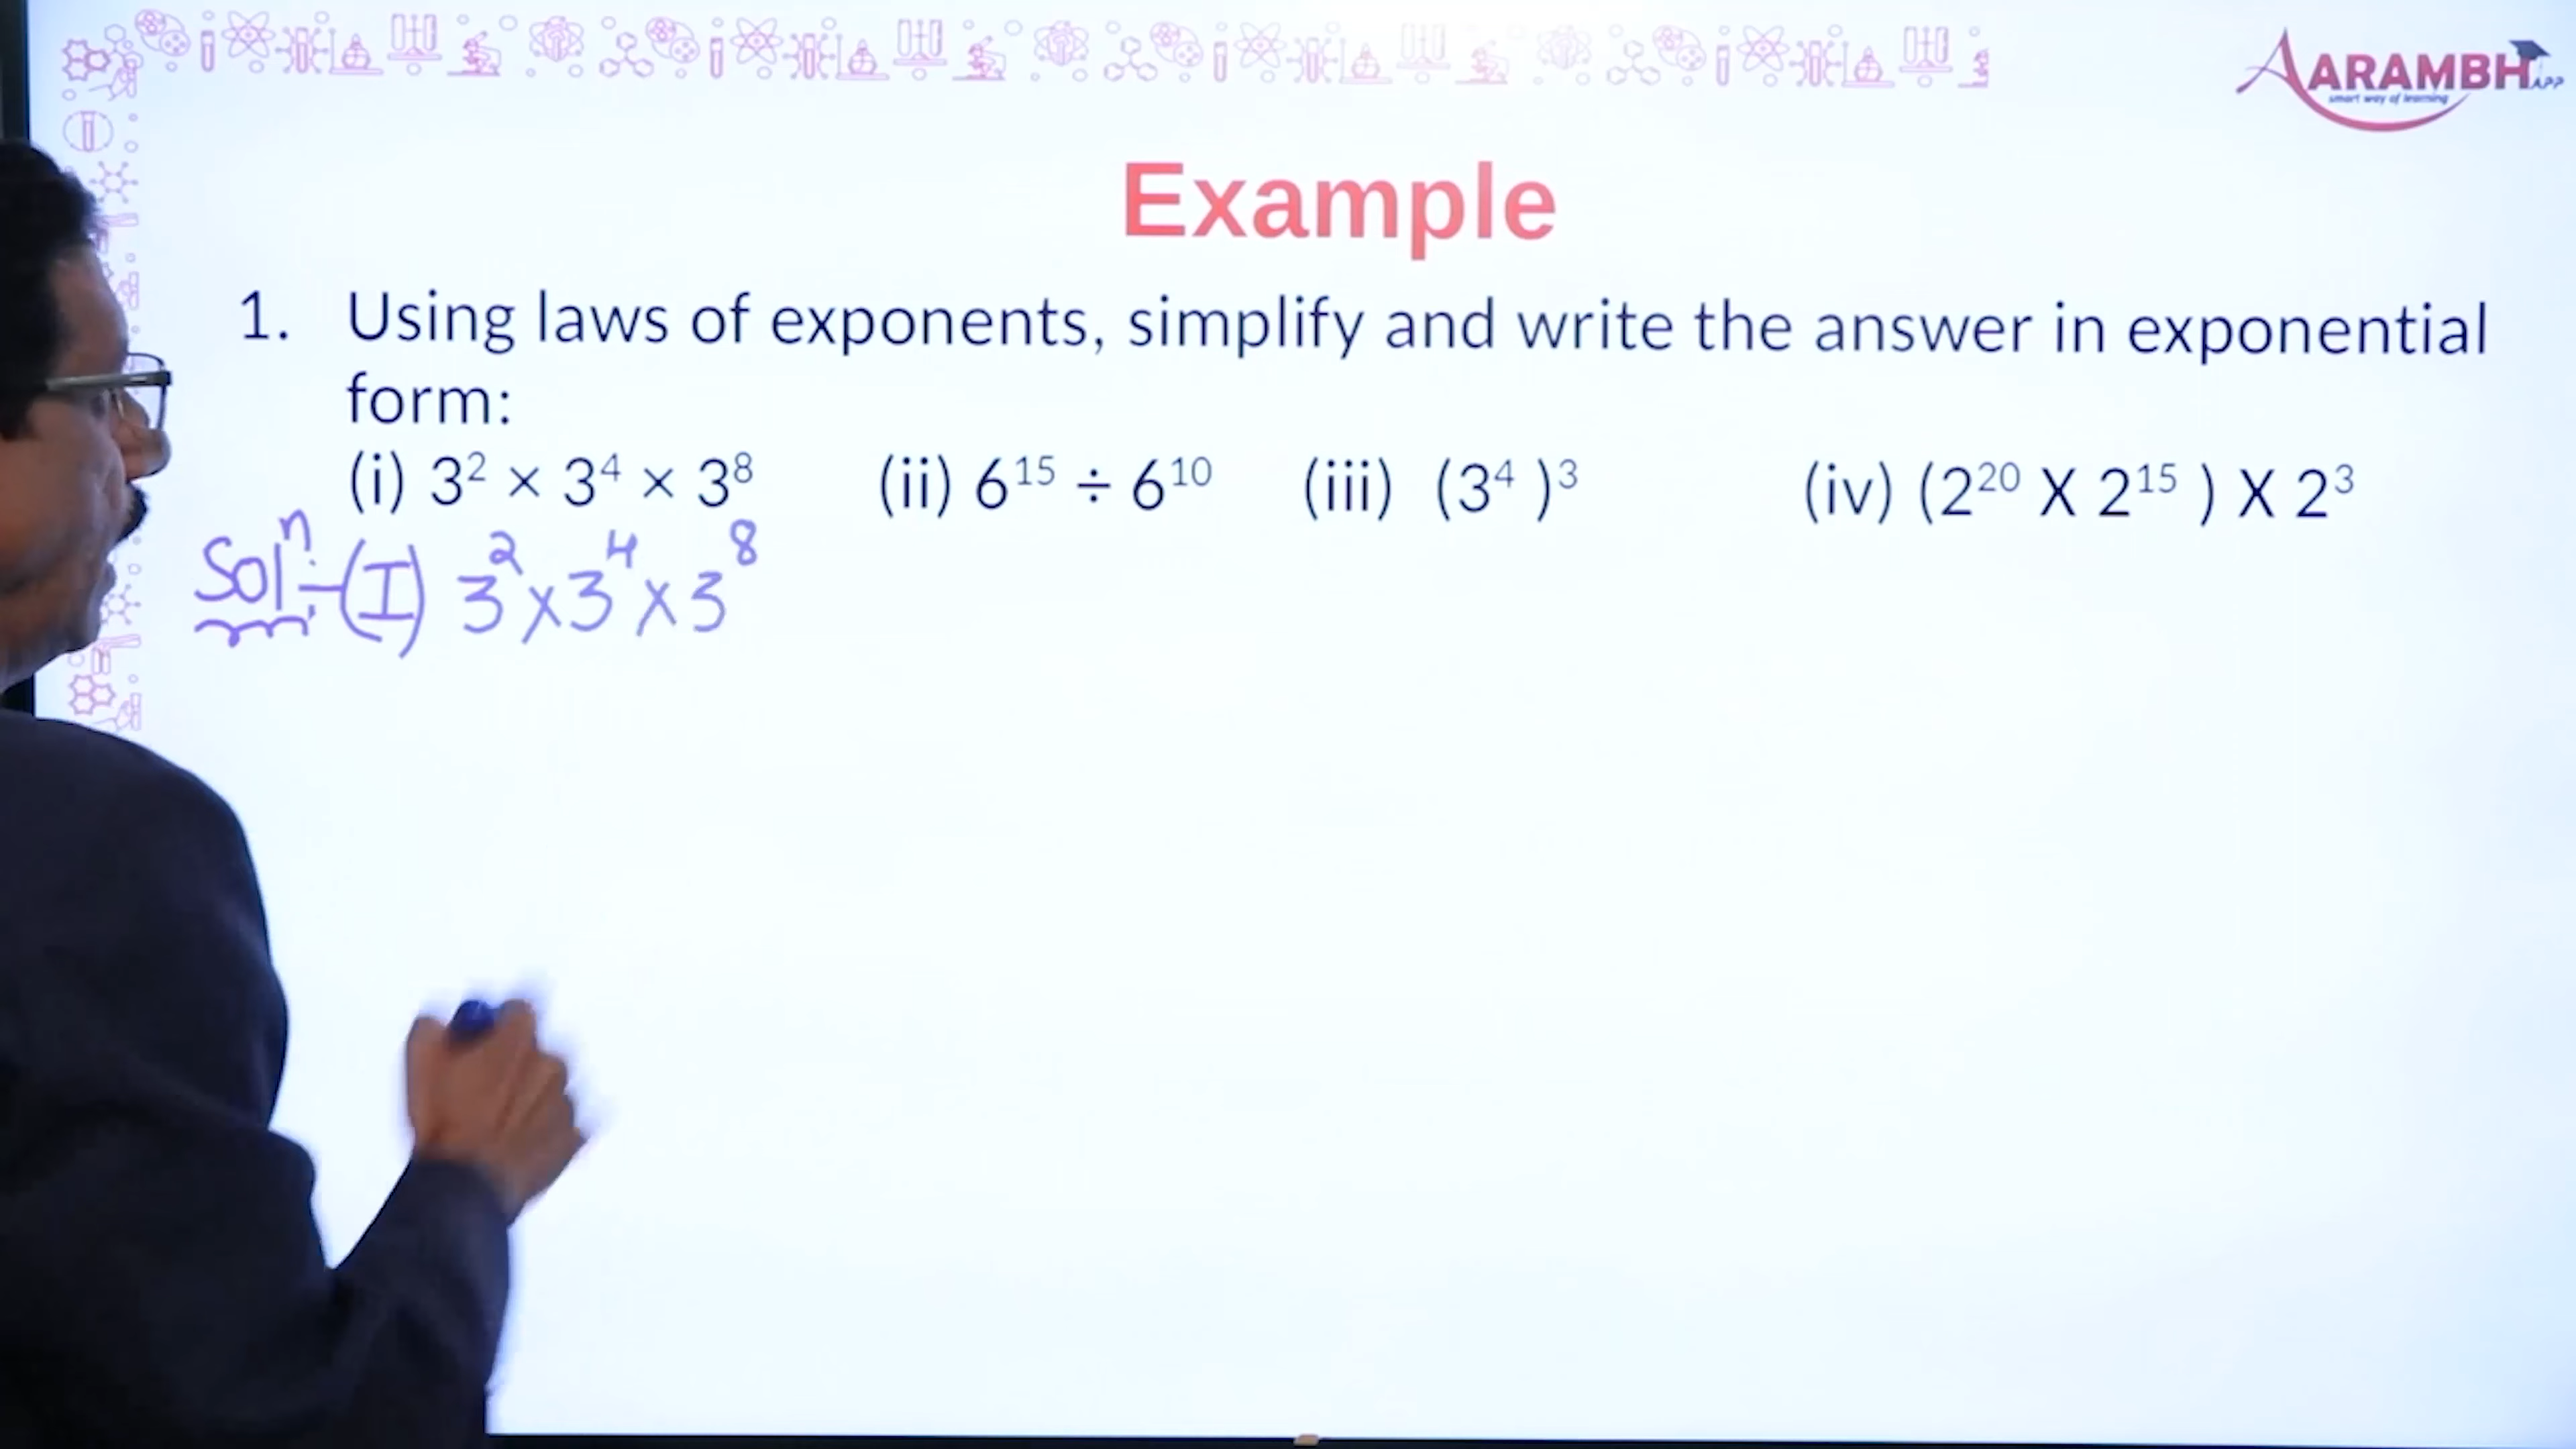 AARAMBH APP
smart way of learning
Example
1. Using laws of exponents, simplify and write the answer in exponential
form:
(i) 3² × 3⁴ × 3⁸ (ii) 6¹⁵ ÷ 6¹⁰ (iii) (3⁴ )³ (iv) (2²⁰ X 2¹⁵ ) X 2³
Solⁿ:- (I) 3² × 3⁴ × 3⁸